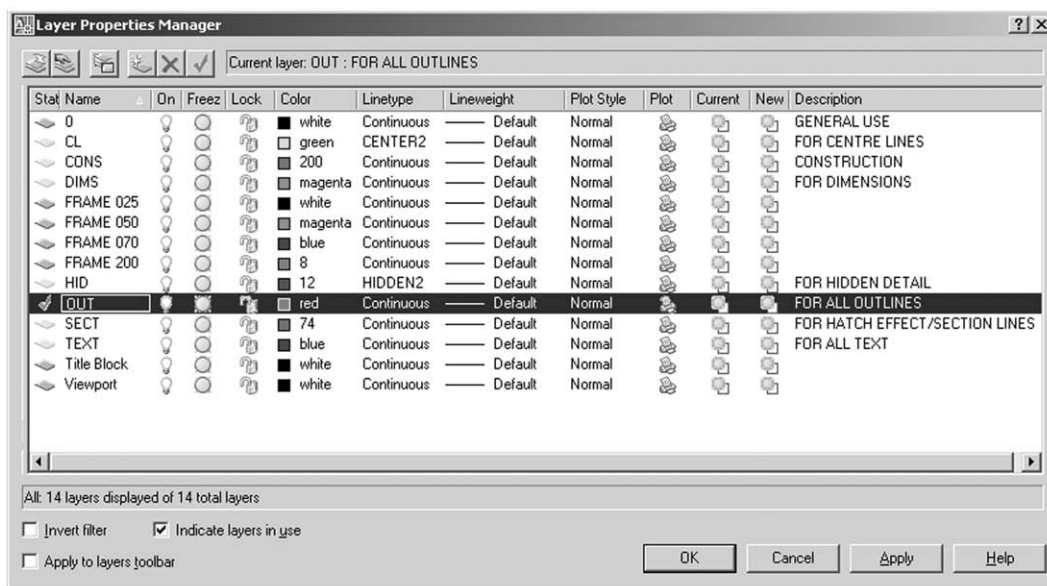 Layer Properties Manager
Current layer: OUT : FOR ALL OUTLINES
Stat Name On Freez Lock Color Linetype Lineweight Plot Style Plot Current New Description
0 white Continuous Default Normal GENERAL USE
CL green CENTER2 Default Normal FOR CENTRE LINES
CONS 200 Continuous Default Normal CONSTRUCTION
DIMS magenta Continuous Default Normal FOR DIMENSIONS
FRAME 025 white Continuous Default Normal
FRAME 050 magenta Continuous Default Normal
FRAME 070 blue Continuous Default Normal
FRAME 200 8 Continuous Default Normal
HID 12 HIDDEN2 Default Normal FOR HIDDEN DETAIL
OUT red Continuous Default Normal FOR ALL OUTLINES
SECT 74 Continuous Default Normal FOR HATCH EFFECT/SECTION LINES
TEXT blue Continuous Default Normal FOR ALL TEXT
Title Block white Continuous Default Normal
Viewport white Continuous Default Normal
All: 14 layers displayed of 14 total layers
Invert filter Indicate layers in use
Apply to layers toolbar OK Cancel Apply Help